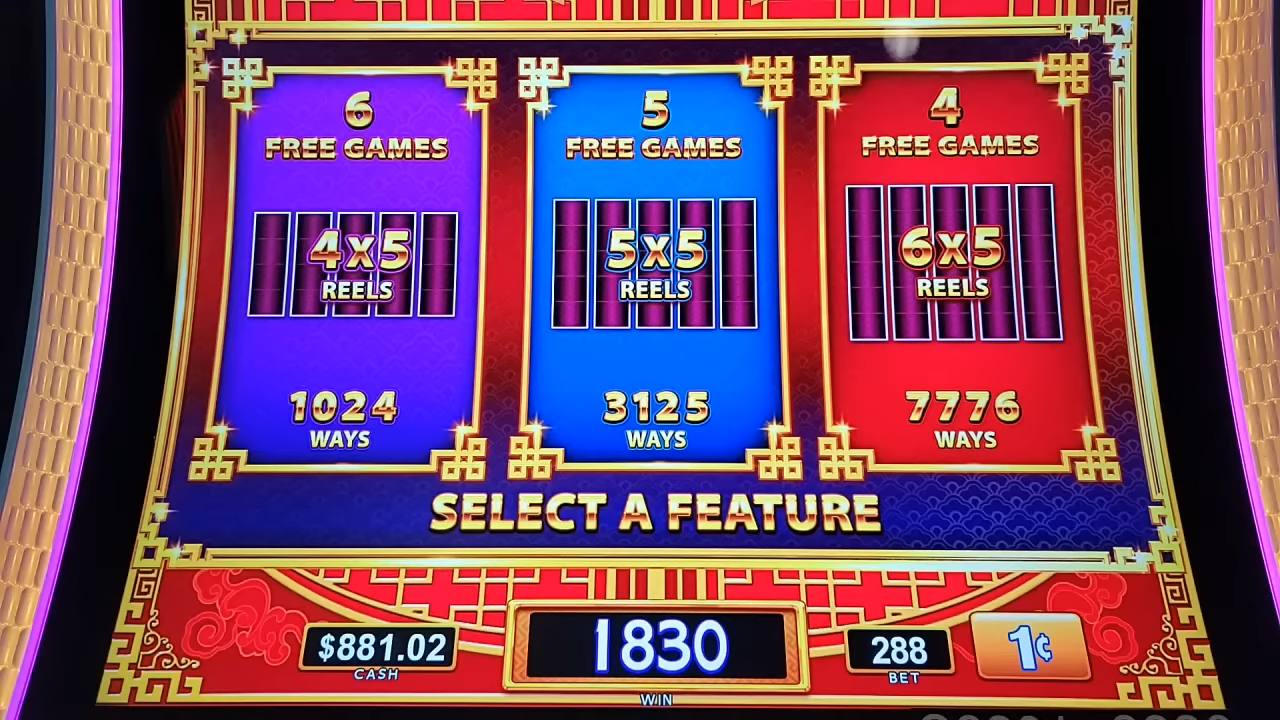 6
FREE GAMES
4x5
REELS
1024
WAYS
5
FREE GAMES
5x5
REELS
3125
WAYS
4
FREE GAMES
6x5
REELS
7776
WAYS
SELECT A FEATURE
$881.02
CASH
1830
WIN
288
BET
1¢